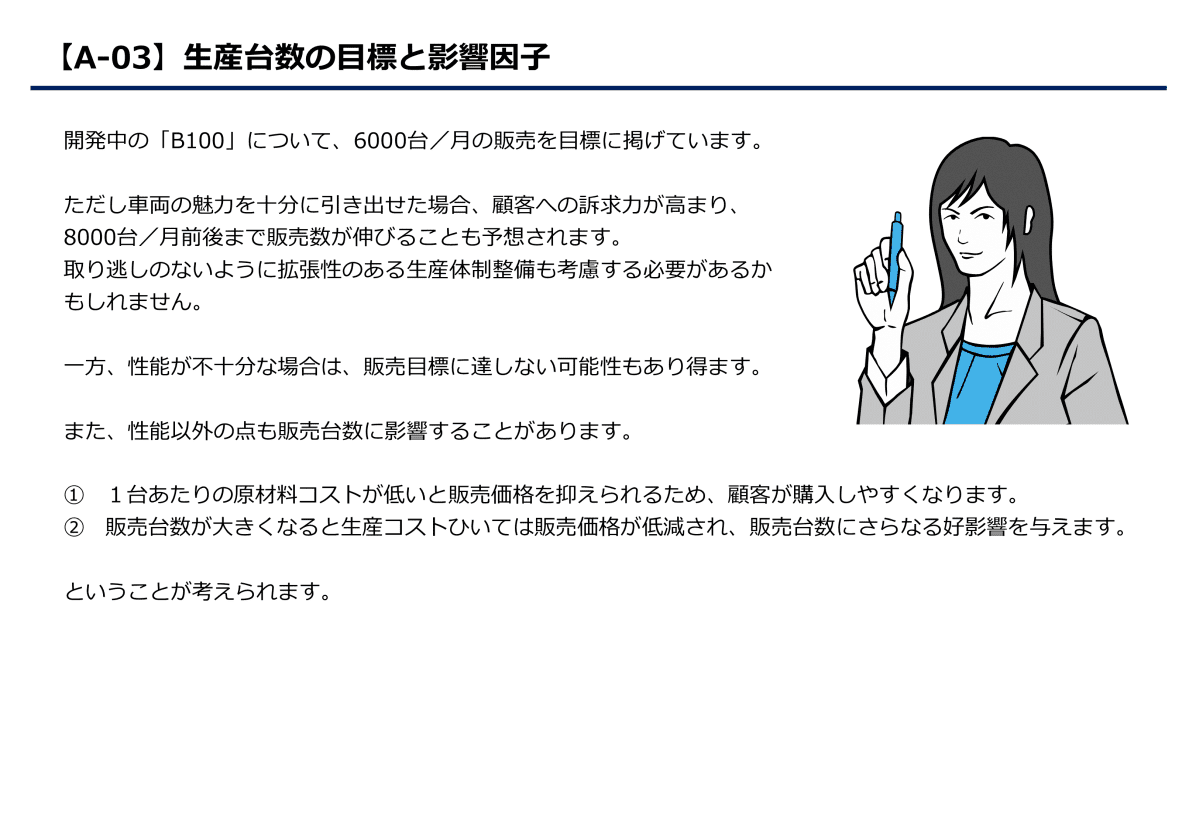 【A-03】生産台数の目標と影響因子
開発中の「B100」について、6000台／月の販売を目標に掲げています。
ただし車両の魅力を十分に引き出せた場合、顧客への訴求力が高まり、
8000台／月前後まで販売数が伸びることも予想されます。
取り逃しのないように拡張性のある生産体制整備も考慮する必要があるか
もしれません。
一方、性能が不十分な場合は、販売目標に達しない可能性もあり得ます。
また、性能以外の点も販売台数に影響することがあります。
①　１台あたりの原材料コストが低いと販売価格を抑えられるため、顧客が購入しやすくなります。
②　販売台数が大きくなると生産コストひいては販売価格が低減され、販売台数にさらなる好影響を与えます。
ということが考えられます。